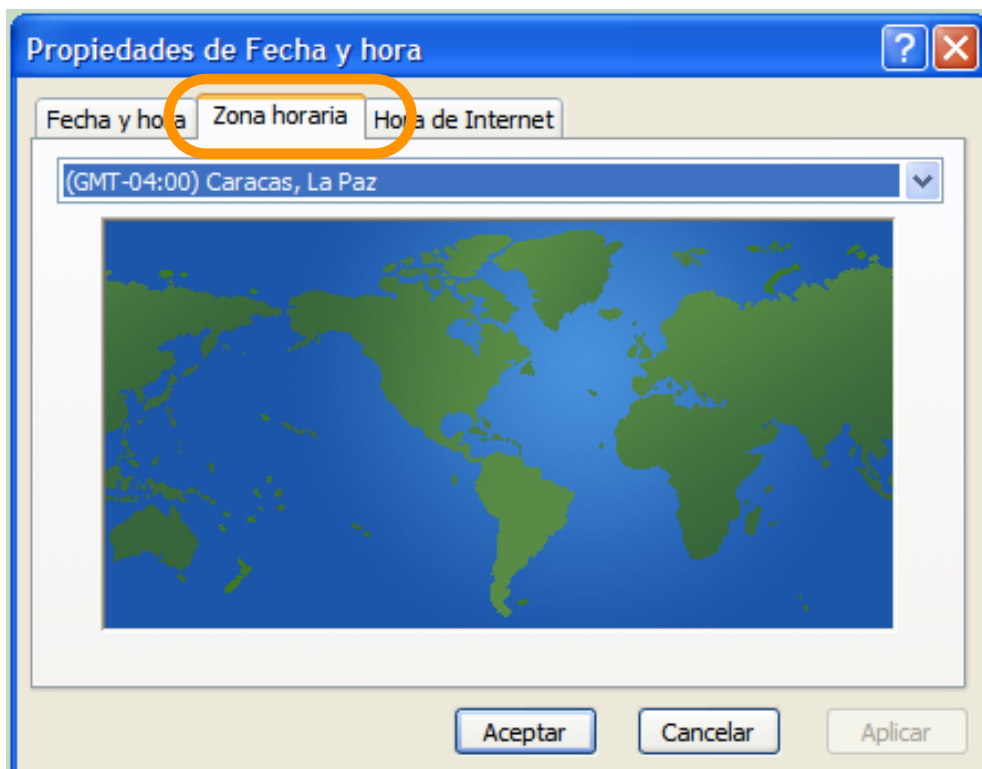 Propiedades de Fecha y hora
Fecha y hora Zona horaria Hora de Internet
(GMT-04:00) Caracas, La Paz
Aceptar Cancelar Aplicar